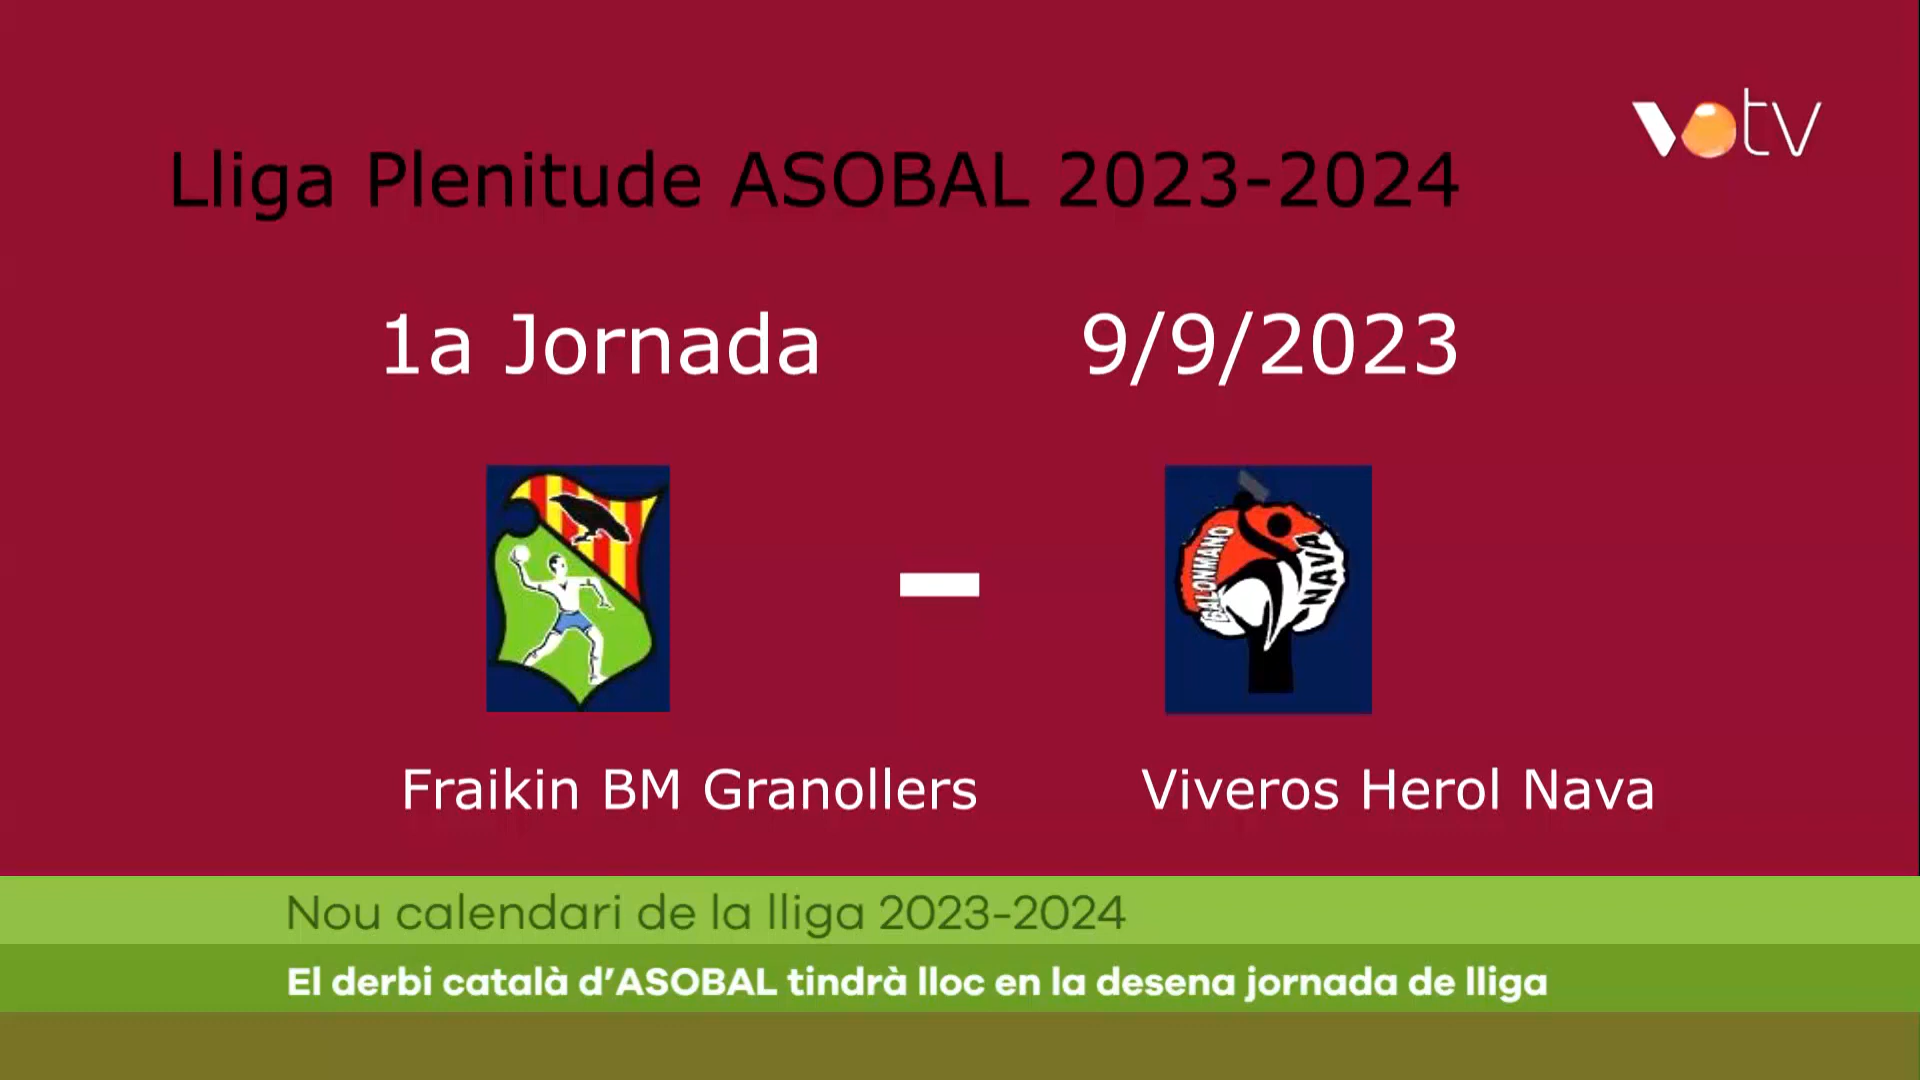 votv
Lliga Plenitude ASOBAL 2023-2024
1a Jornada 9/9/2023
BALONMANO NAVA
–
Fraikin BM Granollers Viveros Herol Nava
Nou calendari de la lliga 2023-2024
El derbi català d’ASOBAL tindrà lloc en la desena jornada de lliga